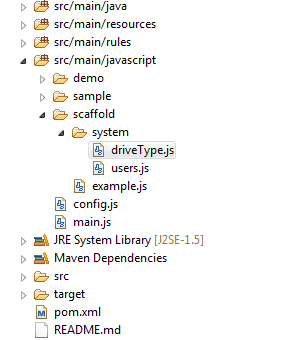 src/main/java
src/main/resources
src/main/rules
src/main/javascript
demo
sample
scaffold
system
driveType.js
users.js
example.js
config.js
main.js
JRE System Library [J2SE-1.5]
Maven Dependencies
src
target
pom.xml
README.md